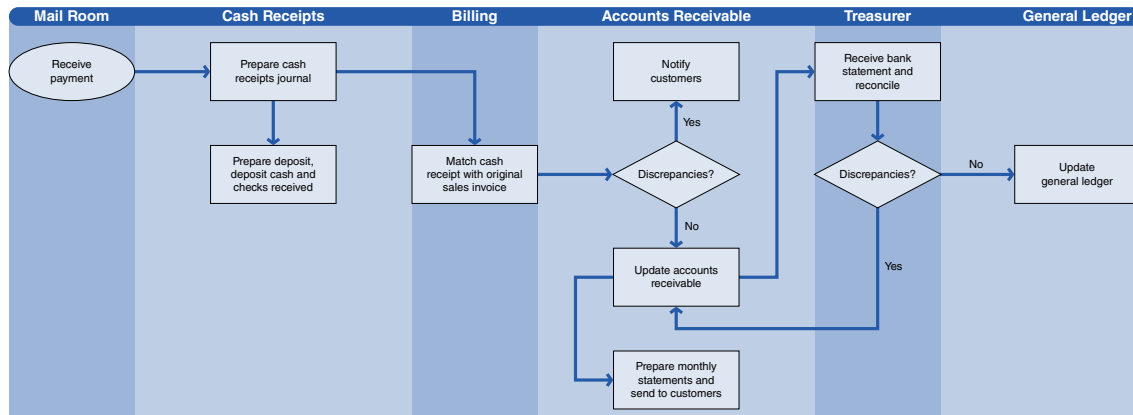 Mail Room
Cash Receipts
Billing
Accounts Receivable
Treasurer
General Ledger
Receive
payment
Prepare cash
receipts journal
Notify
customers
Receive bank
statement and
reconcile
Yes
Prepare deposit,
deposit cash and
checks received
Match cash
receipt with original
sales invoice
Discrepancies?
Discrepancies?
No
Update
general ledger
No
Update accounts
receivable
Yes
Prepare monthly
statements and
send to customers